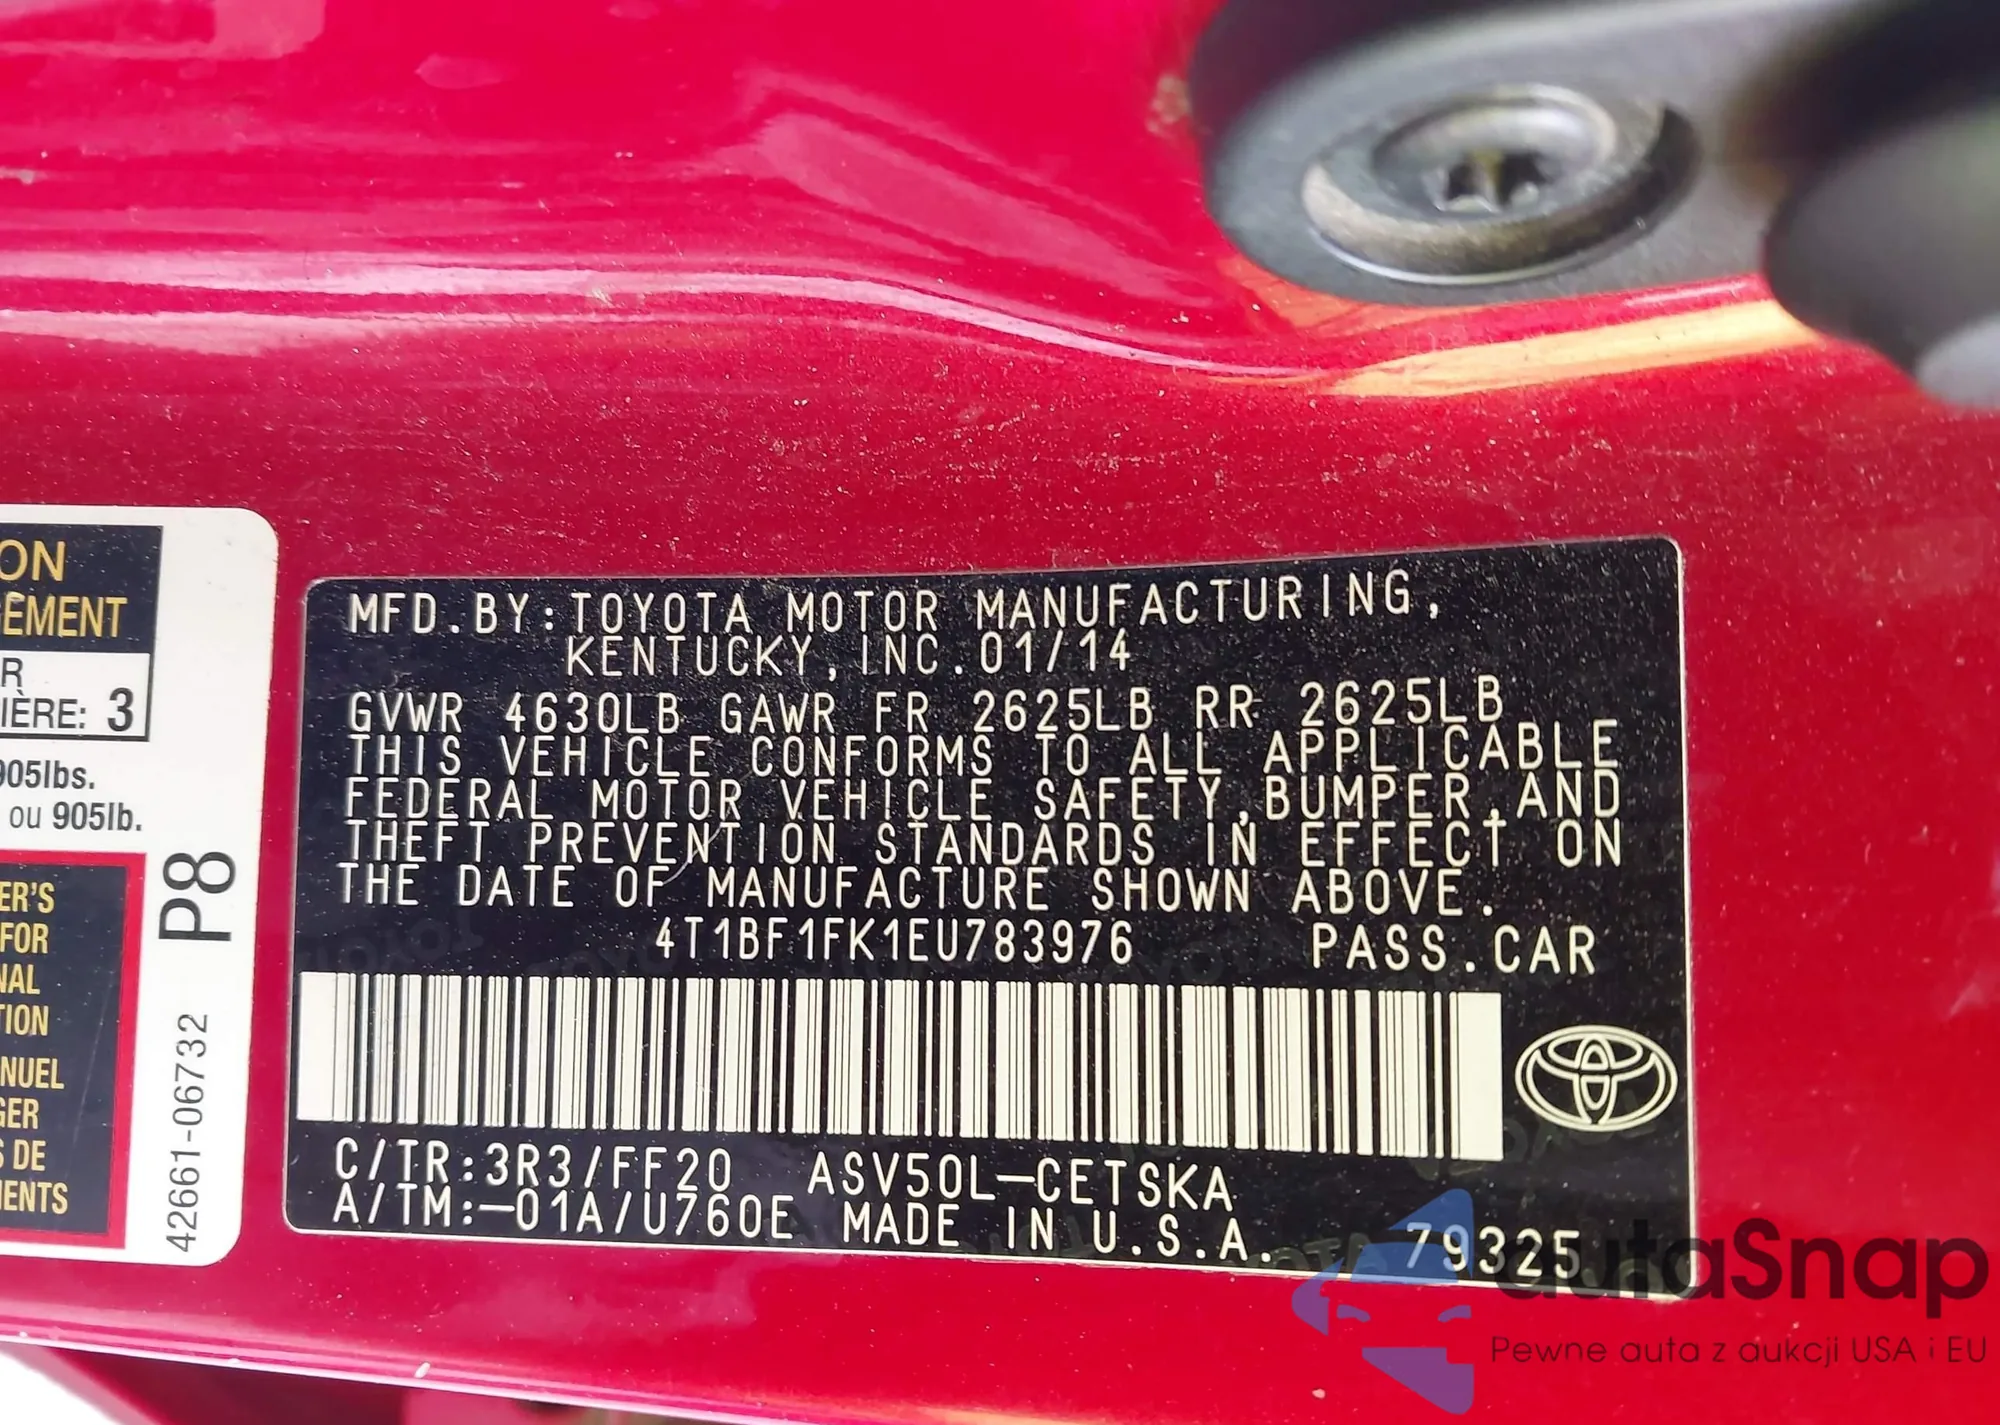 ON
GEMENT
R
IÈRE: 3
905lbs.
ou 905lb.
ER'S
FOR
NAL
TION
NUEL
GER
S DE
IENTS
P8
42661-06732
MFD.BY:TOYOTA MOTOR MANUFACTURING,
KENTUCKY,INC.01/14
GVWR 4630LB GAWR FR 2625LB RR 2625LB
THIS VEHICLE CONFORMS TO ALL APPLICABLE
FEDERAL MOTOR VEHICLE SAFETY,BUMPER,AND
THEFT PREVENTION STANDARDS IN EFFECT ON
THE DATE OF MANUFACTURE SHOWN ABOVE.
4T1BF1FK1EU783976 PASS.CAR
C/TR:3R3/FF20 ASV50L-CETSKA
A/TM:-01A/U760E MADE IN U.S.A. 79325
autaSnap
Pewne auta z aukcji USA i EU